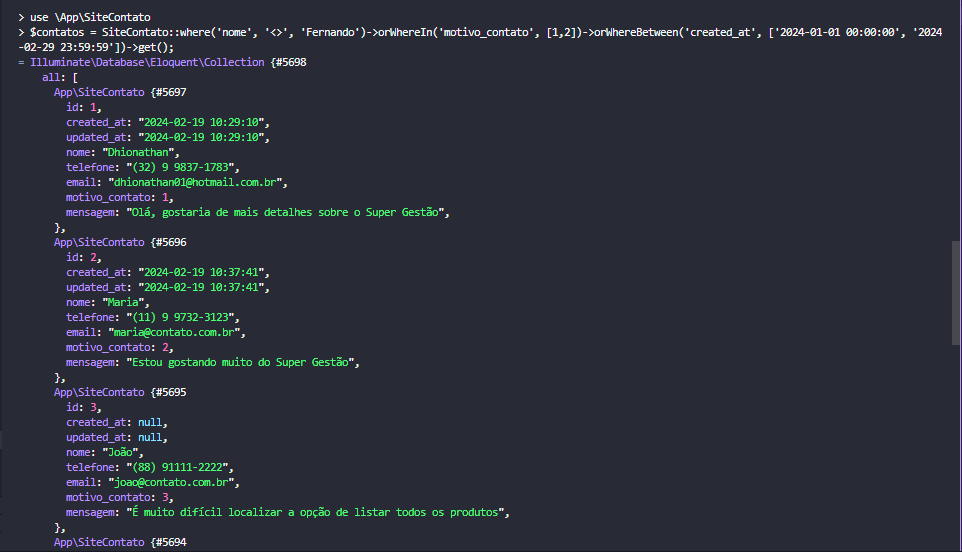 > use \App\SiteContato
> $contatos = SiteContato::where('nome', '<>', 'Fernando')->orWhereIn('motivo_contato', [1,2])->orWhereBetween('created_at', ['2024-01-01 00:00:00', '2024
-02-29 23:59:59'])->get();
= Illuminate\Database\Eloquent\Collection {#5698
all: [
App\SiteContato {#5697
id: 1,
created_at: "2024-02-19 10:29:10",
updated_at: "2024-02-19 10:29:10",
nome: "Dhionathan",
telefone: "(32) 9 9837-1783",
email: "dhionathan01@hotmail.com.br",
motivo_contato: 1,
mensagem: "Olá, gostaria de mais detalhes sobre o Super Gestão",
},
App\SiteContato {#5696
id: 2,
created_at: "2024-02-19 10:37:41",
updated_at: "2024-02-19 10:37:41",
nome: "Maria",
telefone: "(11) 9 9732-3123",
email: "maria@contato.com.br",
motivo_contato: 2,
mensagem: "Estou gostando muito do Super Gestão",
},
App\SiteContato {#5695
id: 3,
created_at: null,
updated_at: null,
nome: "João",
telefone: "(88) 91111-2222",
email: "joao@contato.com.br",
motivo_contato: 3,
mensagem: "É muito difícil localizar a opção de listar todos os produtos",
},
App\SiteContato {#5694